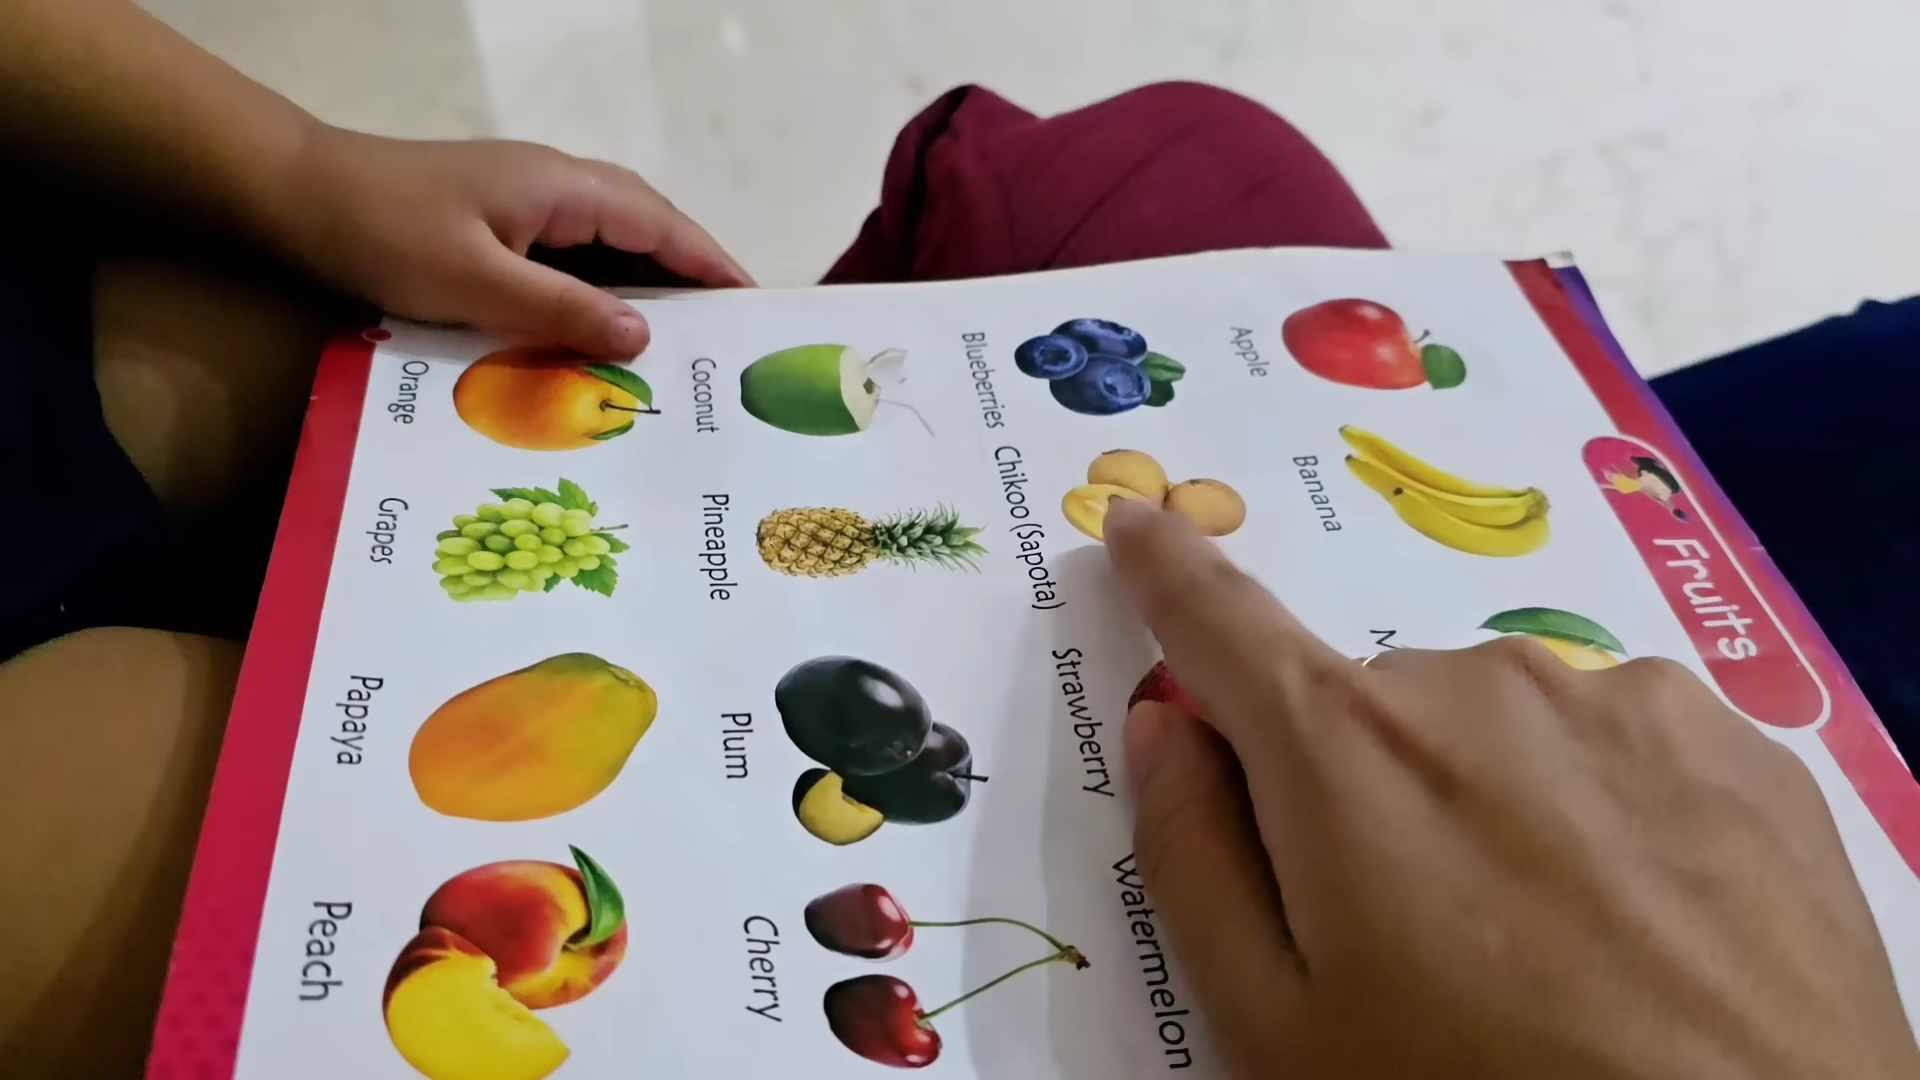 Fruits
Apple
Banana
M
Blueberries
Chikoo (Sapota)
Strawberry
Watermelon
Coconut
Pineapple
Plum
Cherry
Orange
Grapes
Papaya
Peach